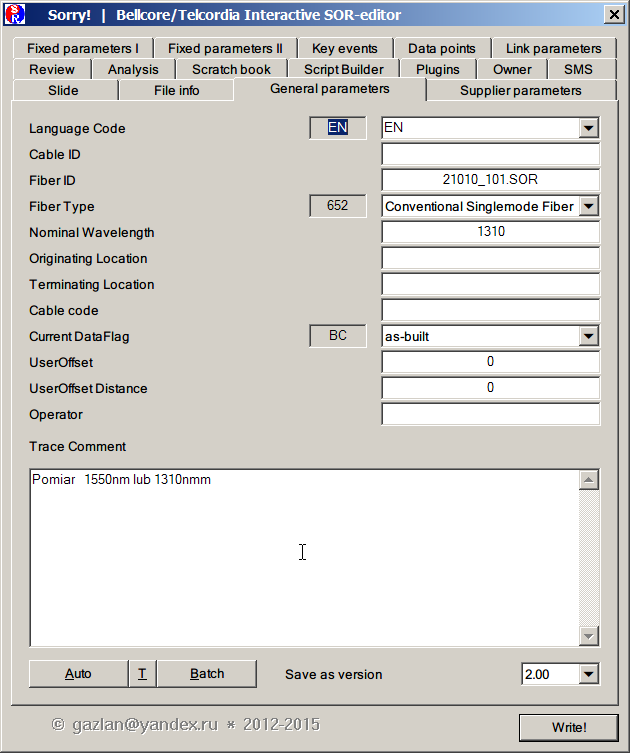 Sorry! | Bellcore/Telcordia Interactive SOR-editor
Fixed parameters I Fixed parameters II Key events Data points Link parameters
Review Analysis Scratch book Script Builder Plugins Owner SMS
Slide File info General parameters Supplier parameters
Language Code EN EN
Cable ID
Fiber ID 21010_101.SOR
Fiber Type 652 Conventional Singlemode Fiber
Nominal Wavelength 1310
Originating Location
Terminating Location
Cable code
Current DataFlag BC as-built
UserOffset 0
UserOffset Distance 0
Operator
Trace Comment
Pomiar 1550nm lub 1310nmm
Auto T Batch Save as version 2.00
© gazlan@yandex.ru * 2012-2015
Write!